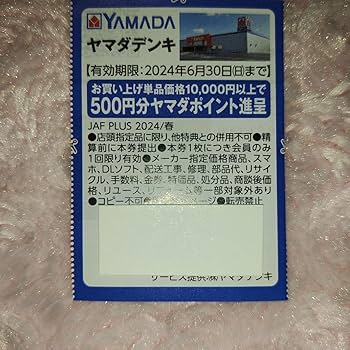 YAMADA
ヤマダデンキ
【有効期限:2024年6月30日(日)まで】
お買い上げ単品価格10,000円以上で
500円分ヤマダポイント進呈
JAF PLUS 2024/春
●店頭指定品に限り、他特典との併用不可●精
算前に本券提出●本券1枚につき会員のみ
1回限り有効●メーカー指定価格商品、スマ
ホ、DLソフト、配送工事、修理、部品代、リサイ
クル、手数料、金券、特価品、処分品、商談後価
格、リユース、リフォーム等一部対象外あり
●コピー不可●ージ●転売禁止
サービス提供:㈱ヤマダデンキ